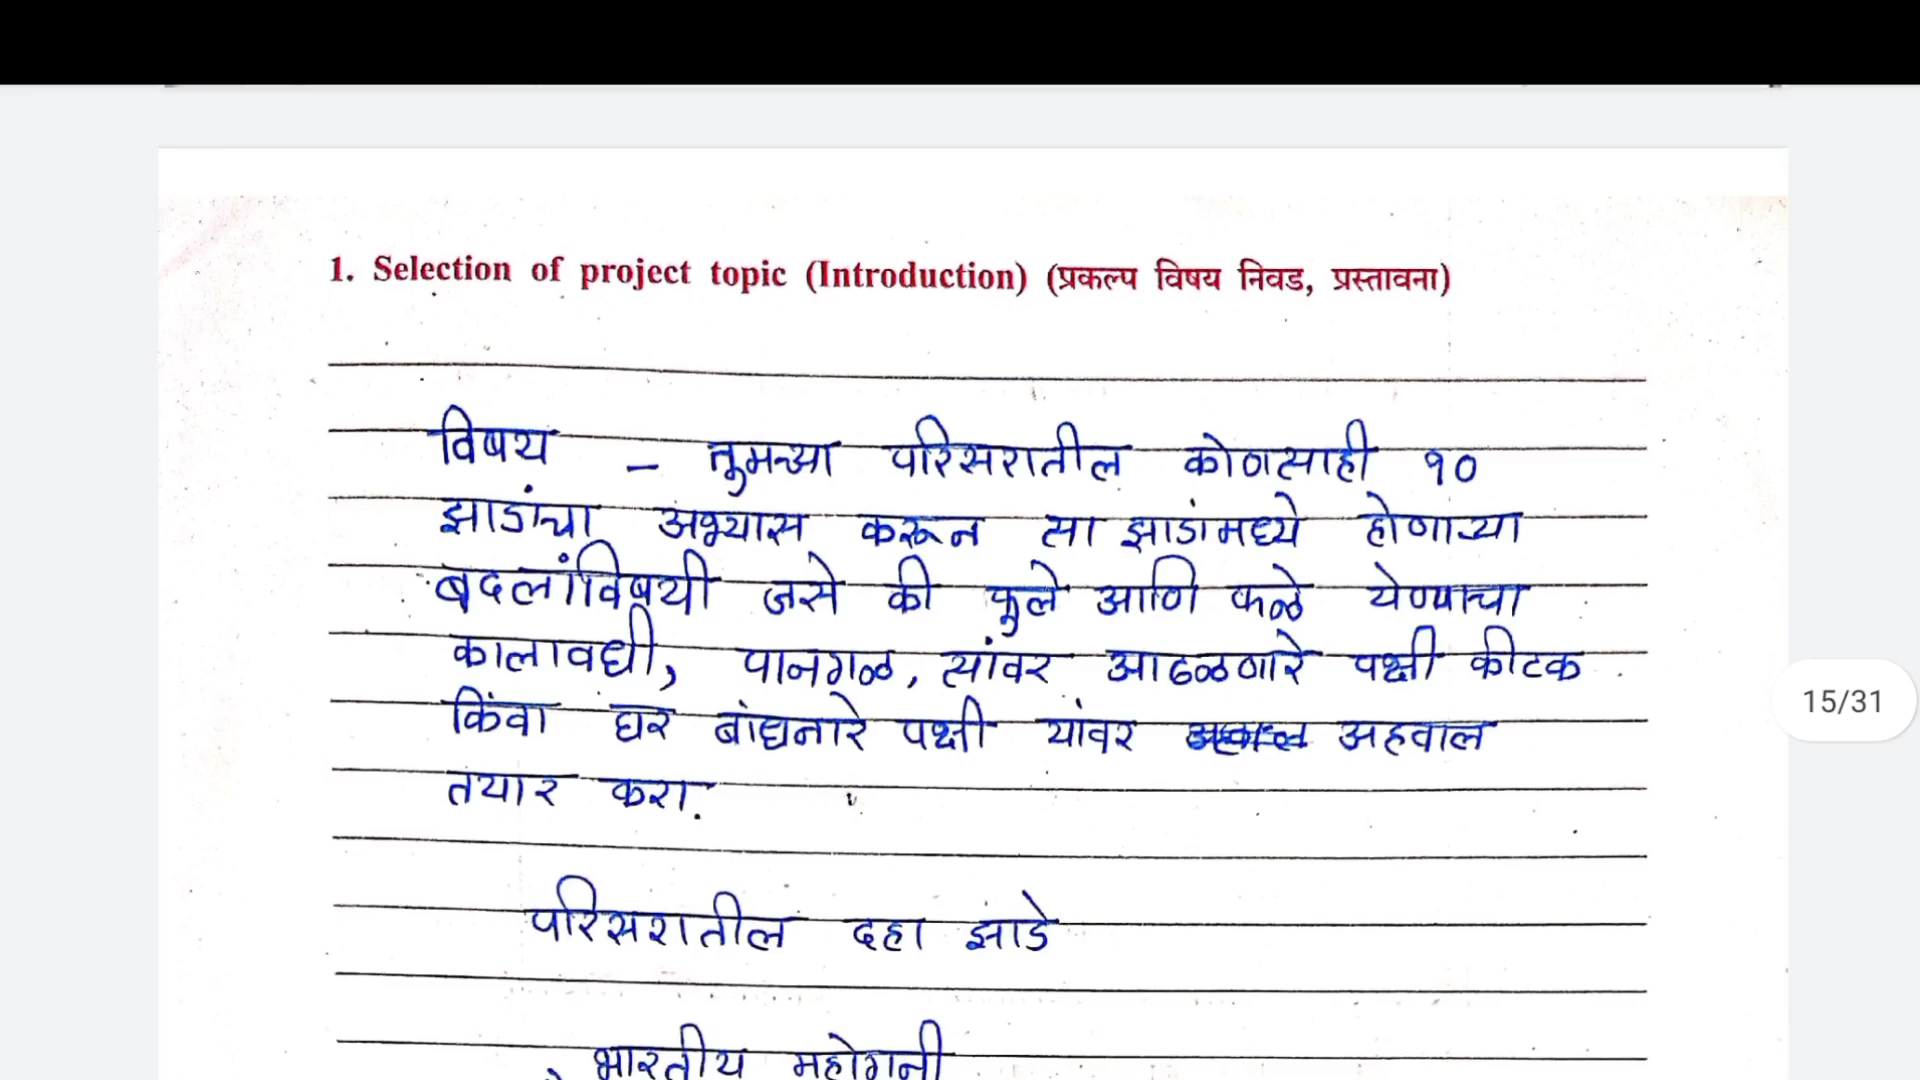 1. Selection of project topic (Introduction) (प्रकल्प विषय निवड, प्रस्तावना)
विषय - तुमच्या परिसरातील कोणत्याही १०
झाडांचा अभ्यास करून त्या झाडांमध्ये होणाऱ्या
बदलांविषयी जसे की फुले आणि फळे येण्याचा
कालावधी, पानगळ, त्यांवर आढळणारे पक्षी कीटक
किंवा घर बांधनारे पक्षी यांवर अहवाल
तयार करा.
15/31
परिसरातील दहा झाडे
भारतीय महोगनी